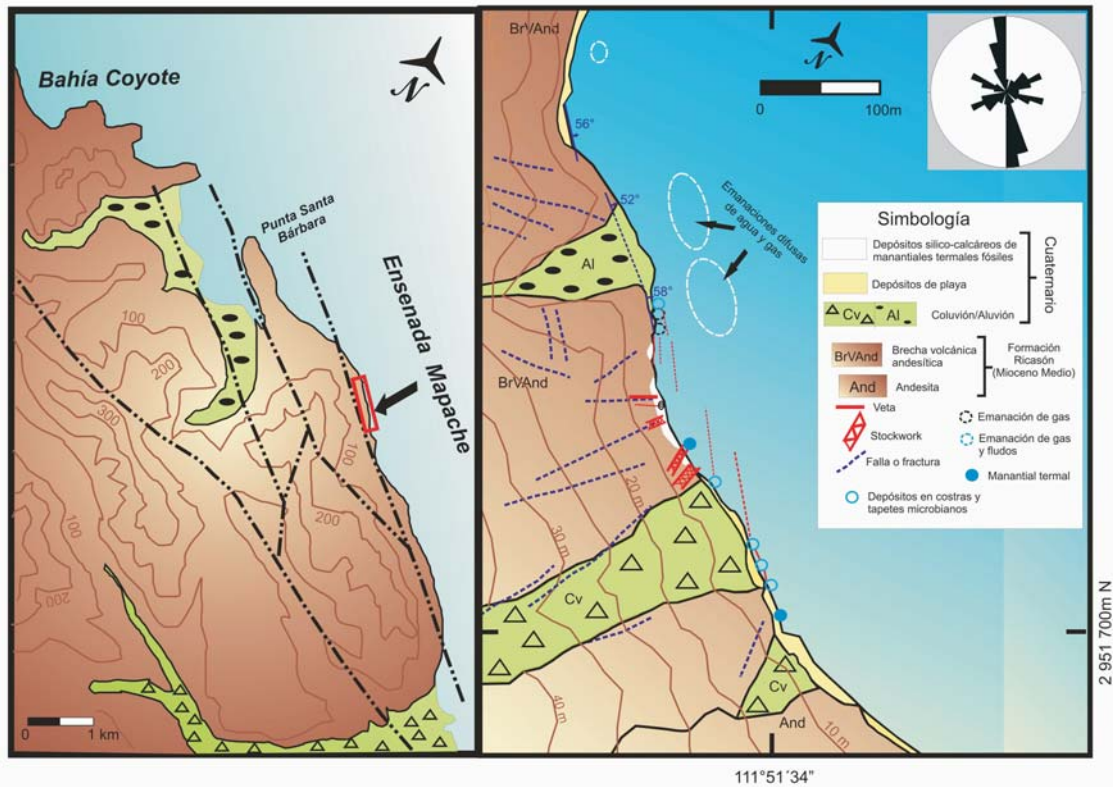 Bahía Coyote
N
Punta Santa
Bárbara
Ensenada Mapache
100
200
300
100
200
100
200
0
1 km
BrVAnd
N
0
100m
56°
52°
Emanaciones difusas
de agua y gas
Al
58°
BrVAnd
20 m
30 m
Cv
40 m
Cv
And
10 m
Simbología
Depósitos silico-calcáreos de
manantiales termales fósiles
Depósitos de playa
Cv
Al
Coluvión/Aluvión
Cuaternario
BrVAnd
Brecha volcánica
andesítica
And
Andesita
Formación
Ricasón
(Mioceno Medio)
Veta
Stockwork
Falla o fractura
Emanación de gas
Emanación de gas
y fludos
Manantial termal
Depósitos en costras y
tapetes microbianos
2 951 700m N
111°51´34”